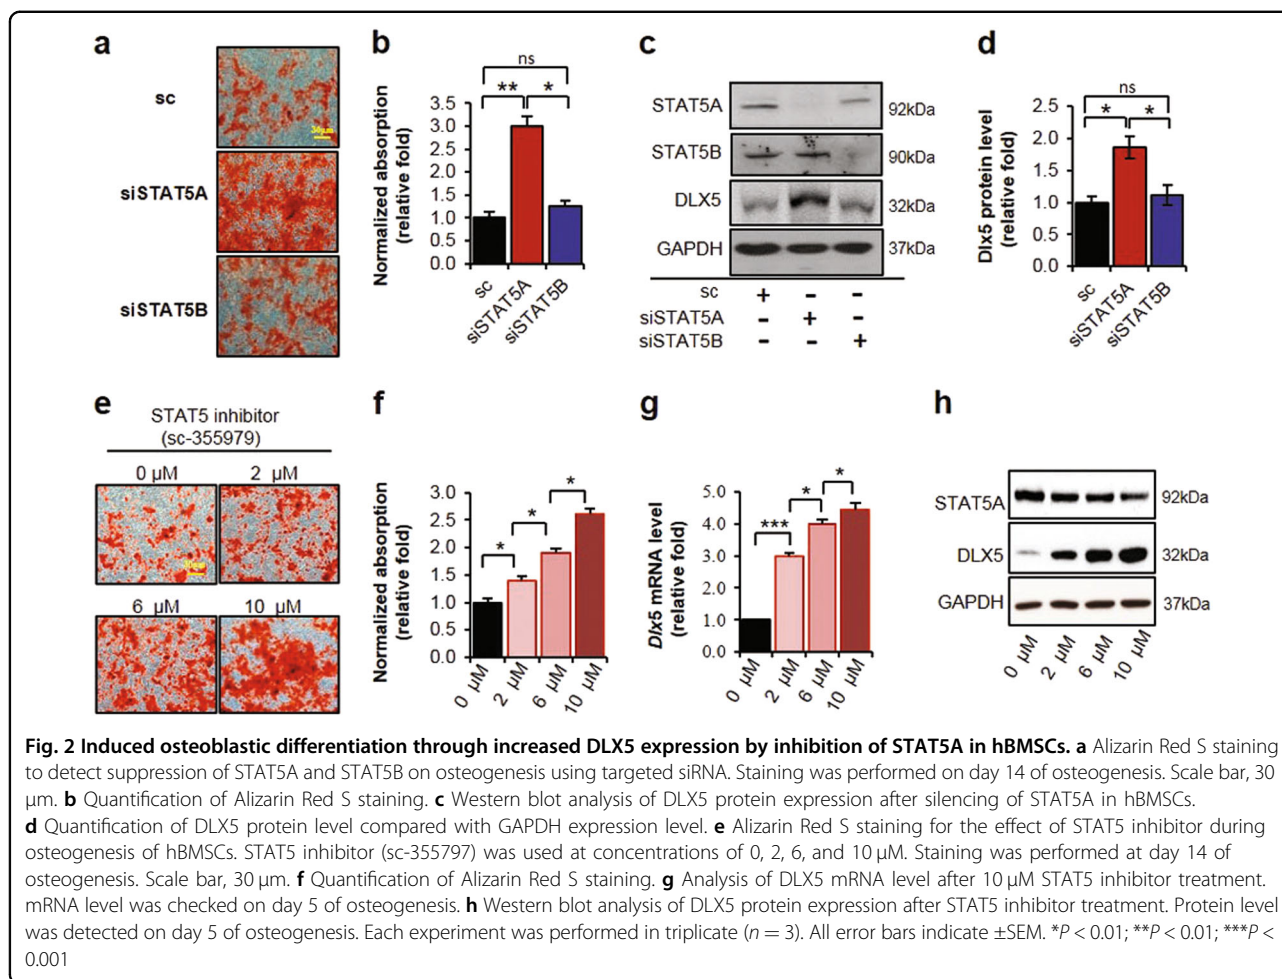 a
sc
36µm
siSTAT5A
siSTAT5B
b
Normalized absorption
(relative fold)
4.0
3.5
3.0
2.5
2.0
1.5
1.0
0.5
0.0
ns
** *
sc
siSTAT5A
siSTAT5B
c
STAT5A 92kDa
STAT5B 90kDa
DLX5 32kDa
GAPDH 37kDa
sc + - -
siSTAT5A - + -
siSTAT5B - - +
d
Dlx5 protein level
(relative fold)
2.5
2.0
1.5
1.0
0.5
0.0
ns
* *
sc
siSTAT5A
siSTAT5B
e
STAT5 inhibitor
(sc-355979)
0 µM 2 µM
6 µM 10 µM
f
Normalized absorption
(relative fold)
3.0
2.5
2.0
1.5
1.0
0.5
0.0
* * *
0 µM
2 µM
6 µM
10 µM
g
Dlx5 mRNA level
(relative fold)
5.0
4.0
3.0
2.0
1.0
0.0
*** * *
0 µM
2 µM
6 µM
10 µM
h
STAT5A 92kDa
DLX5 32kDa
GAPDH 37kDa
0 µM
2 µM
6 µM
10 µM
Fig. 2 Induced osteoblastic differentiation through increased DLX5 expression by inhibition of STAT5A in hBMSCs. a Alizarin Red S staining
to detect suppression of STAT5A and STAT5B on osteogenesis using targeted siRNA. Staining was performed on day 14 of osteogenesis. Scale bar, 30
µm. b Quantification of Alizarin Red S staining. c Western blot analysis of DLX5 protein expression after silencing of STAT5A in hBMSCs.
d Quantification of DLX5 protein level compared with GAPDH expression level. e Alizarin Red S staining for the effect of STAT5 inhibitor during
osteogenesis of hBMSCs. STAT5 inhibitor (sc-355797) was used at concentrations of 0, 2, 6, and 10 µM. Staining was performed at day 14 of
osteogenesis. Scale bar, 30 µm. f Quantification of Alizarin Red S staining. g Analysis of DLX5 mRNA level after 10 µM STAT5 inhibitor treatment.
mRNA level was checked on day 5 of osteogenesis. h Western blot analysis of DLX5 protein expression after STAT5 inhibitor treatment. Protein level
was detected on day 5 of osteogenesis. Each experiment was performed in triplicate (n = 3). All error bars indicate ±SEM. *P < 0.01; **P < 0.01; ***P <
0.001